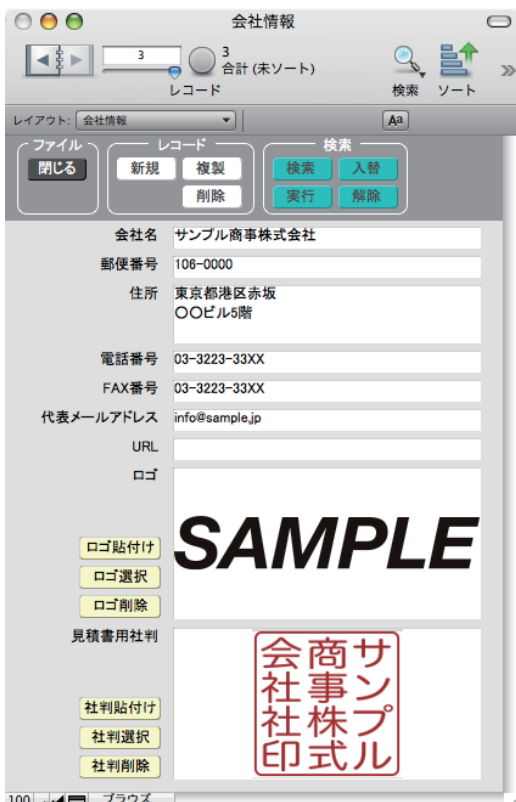 会社情報
3
3
合計 (未ソート)
レコード
検索
ソート
レイアウト: 会社情報
Aa
ファイル
レコード
検索
閉じる
新規
複製
検索
入替
削除
実行
解除
会社名
サンプル商事株式会社
郵便番号
106-0000
住所
東京都港区赤坂
〇〇ビル5階
電話番号
03-3223-33XX
FAX番号
03-3223-33XX
代表メールアドレス
info@sample.jp
URL
ロゴ
SAMPLE
ロゴ貼付け
ロゴ選択
ロゴ削除
見積書用社判
サンプル
商事株式
会社社印
社判貼付け
社判選択
社判削除
100
ブラウズ